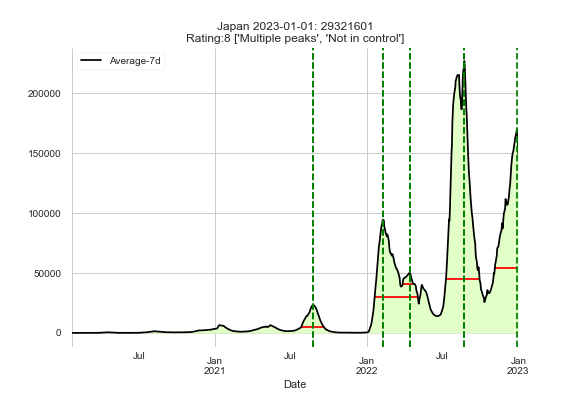 Japan 2023-01-01: 29321601
Rating:8 ['Multiple peaks', 'Not in control']
Average-7d
200000
150000
100000
50000
0
Jul
Jan
2021
Jul
Jan
2022
Jul
Jan
2023
Date